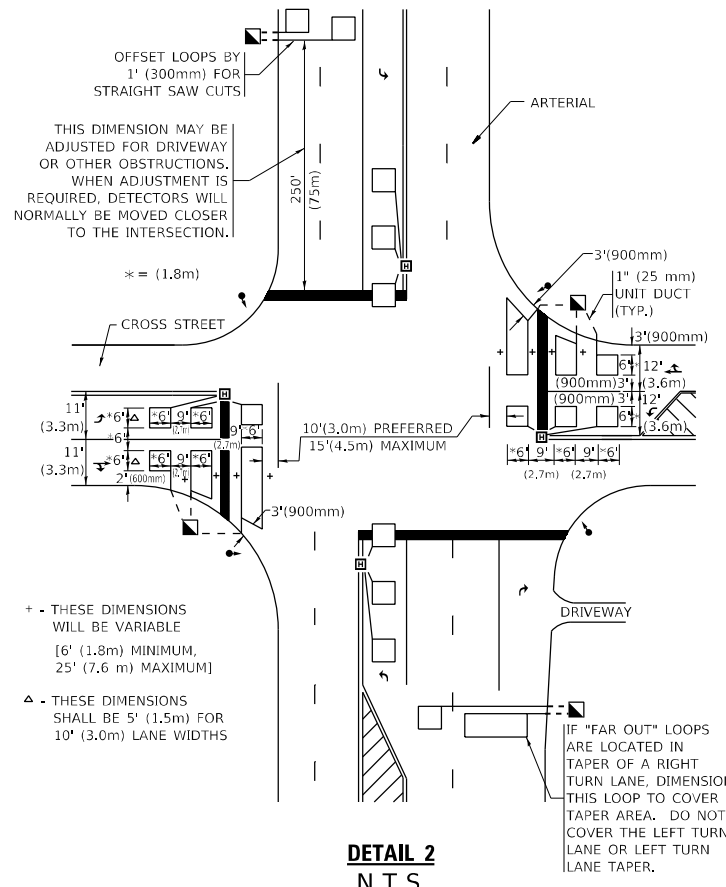 OFFSET LOOPS BY
1' (300mm) FOR
STRAIGHT SAW CUTS
THIS DIMENSION MAY BE
ADJUSTED FOR DRIVEWAY
OR OTHER OBSTRUCTIONS.
WHEN ADJUSTMENT IS
REQUIRED, DETECTORS WILL
NORMALLY BE MOVED CLOSER
TO THE INTERSECTION.
250'
(75m)
* = (1.8m)
ARTERIAL
H
3'(900mm)
1" (25 mm)
UNIT DUCT
(TYP.)
CROSS STREET
3'(900mm)
+ + + +
6' 12'
(3.6m)
(900mm) 3'
(900mm) 3'
6' 12'
(3.6m)
H
*6' 9' *6' 9' *6'
(2.7m) (2.7m)
10'(3.0m) PREFERRED
15'(4.5m) MAXIMUM
H
11'
(3.3m)
*6' △
*6' 9' *6'
(2.7m)
9' *6'
(2.7m)
*6'
11'
(3.3m)
*6' △
*6' 9' *6'
(2.7m)
2'(600mm)
+ + +
3'(900mm)
H
+ - THESE DIMENSIONS
WILL BE VARIABLE
[6' (1.8m) MINIMUM,
25' (7.6 m) MAXIMUM]
△ - THESE DIMENSIONS
SHALL BE 5' (1.5m) FOR
10' (3.0m) LANE WIDTHS
DRIVEWAY
IF "FAR OUT" LOOPS
ARE LOCATED IN
TAPER OF A RIGHT
TURN LANE, DIMENSION
THIS LOOP TO COVER
TAPER AREA. DO NOT
COVER THE LEFT TURN
LANE OR LEFT TURN
LANE TAPER.
DETAIL 2
N.T.S.